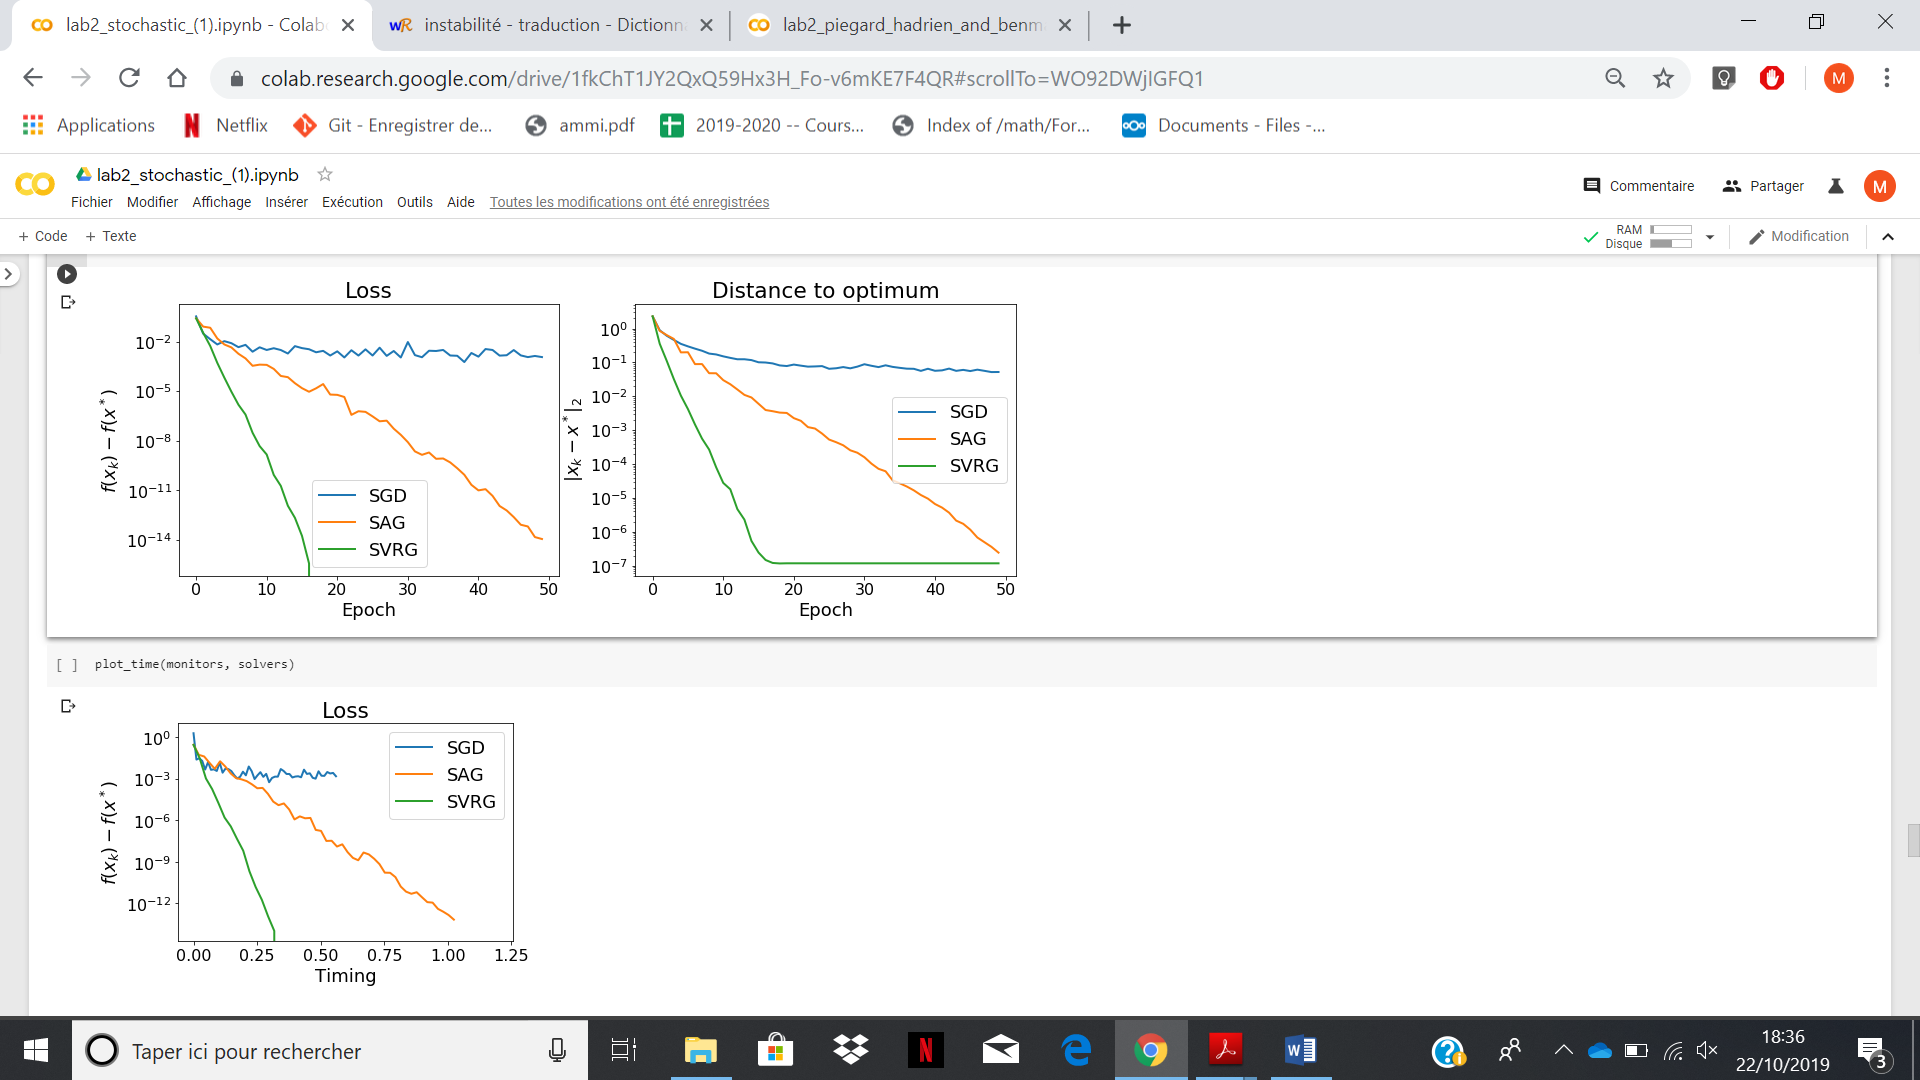 lab2_stochastic_(1).ipynb - Colab
instabilité - traduction - Dictionn
lab2_piegard_hadrien_and_benm
colab.research.google.com/drive/1fkChT1JY2QxQ59Hx3H_Fo-v6mKE7F4QR#scrollTo=WO92DWjIGFQ1
M
Applications
Netflix
Git - Enregistrer de...
ammi.pdf
2019-2020 -- Cours...
Index of /math/For...
Documents - Files -...
lab2_stochastic_(1).ipynb
Commentaire
Partager
M
Fichier Modifier Affichage Insérer Exécution Outils Aide Toutes les modifications ont été enregistrées
+ Code + Texte
RAM
Disque
Modification
Loss
10^-2
10^-5
10^-8
10^-11
10^-14
f(x_k) − f(x^*)
SGD
SAG
SVRG
0 10 20 30 40 50
Epoch
Distance to optimum
10^0
10^-1
10^-2
10^-3
10^-4
10^-5
10^-6
10^-7
|x_k − x^*|_2
SGD
SAG
SVRG
0 10 20 30 40 50
Epoch
[ ] plot_time(monitors, solvers)
Loss
10^0
10^-3
10^-6
10^-9
10^-12
f(x_k) − f(x^*)
SGD
SAG
SVRG
0.00 0.25 0.50 0.75 1.00 1.25
Timing
Taper ici pour rechercher
18:36
22/10/2019
3